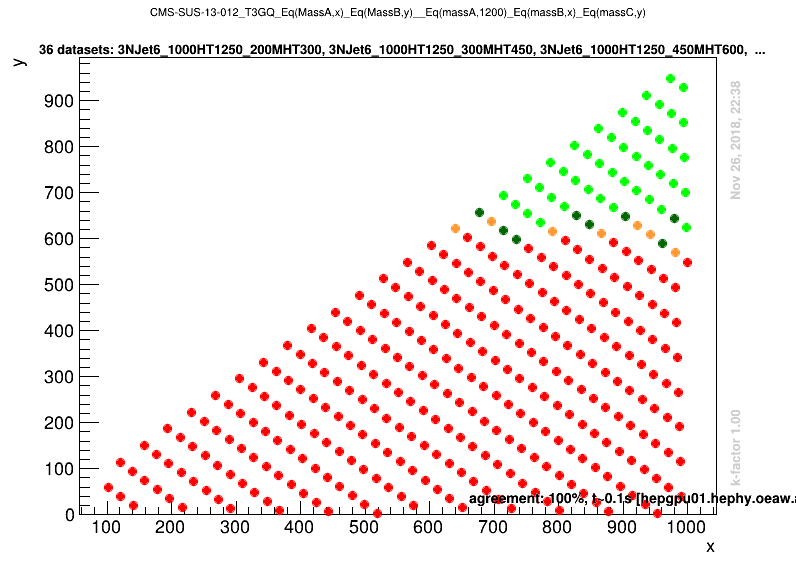 CMS-SUS-13-012_T3GQ_Eq(MassA,x)_Eq(MassB,y)__Eq(massA,1200)_Eq(massB,x)_Eq(massC,y)
36 datasets: 3NJet6_1000HT1250_200MHT300, 3NJet6_1000HT1250_300MHT450, 3NJet6_1000HT1250_450MHT600, ...
y
900
800
700
600
500
400
300
200
100
0
100 200 300 400 500 600 700 800 900 1000
x
Nov 26, 2018, 22:38
k-factor 1.00
agreement: 100%, t~0.1s [hepgpu01.hephy.oeaw.a